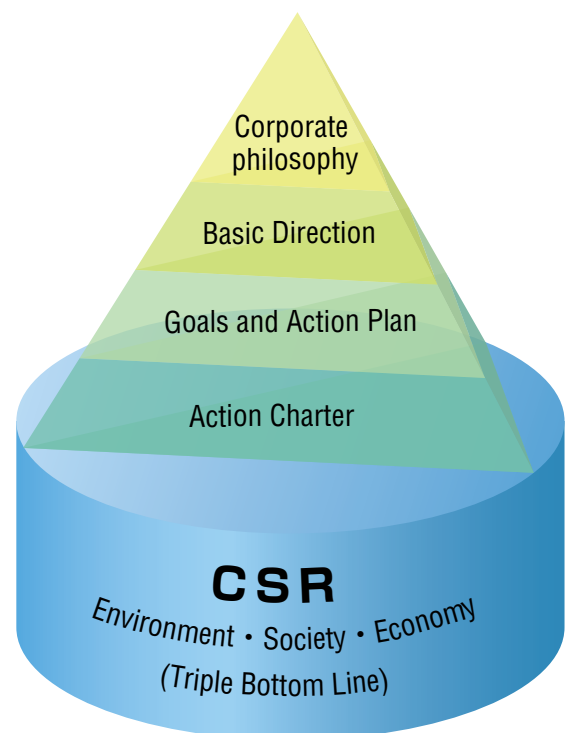 Corporate
philosophy
Basic Direction
Goals and Action Plan
Action Charter
CSR
Environment・Society・Economy
(Triple Bottom Line)